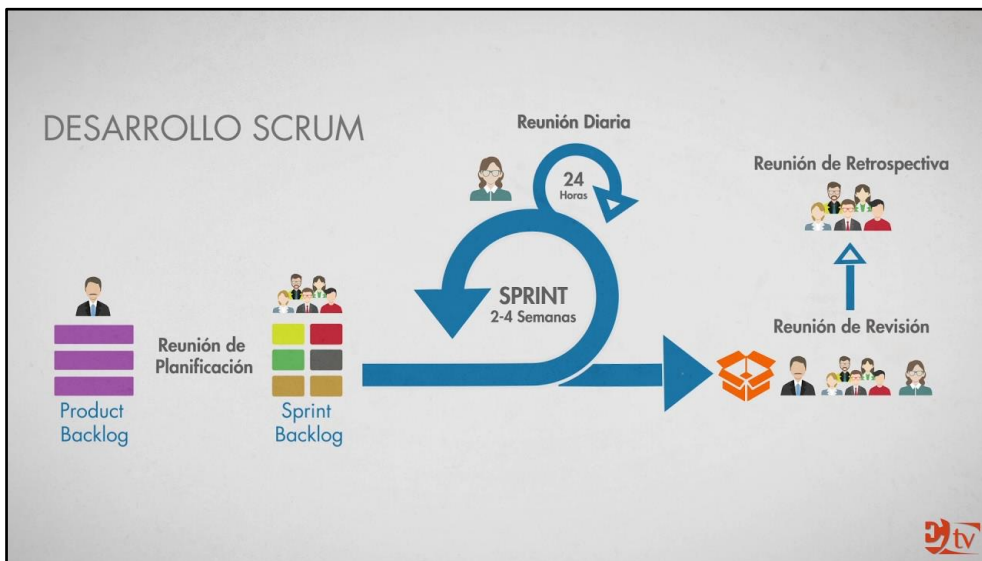 DESARROLLO SCRUM
Reunión Diaria
24
Horas
SPRINT
2-4 Semanas
Reunión de Retrospectiva
Reunión de Revisión
Reunión de
Planificación
Product
Backlog
Sprint
Backlog
E tv